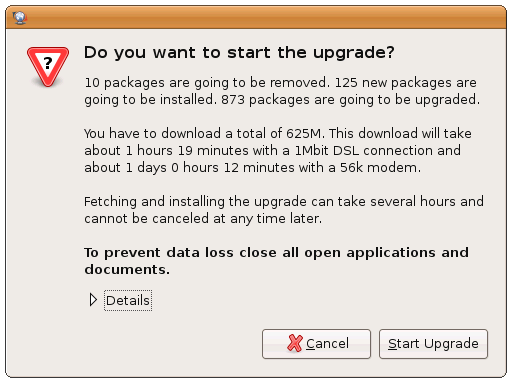 Do you want to start the upgrade?
10 packages are going to be removed. 125 new packages are
going to be installed. 873 packages are going to be upgraded.
You have to download a total of 625M. This download will take
about 1 hours 19 minutes with a 1Mbit DSL connection and
about 1 days 0 hours 12 minutes with a 56k modem.
Fetching and installing the upgrade can take several hours and
cannot be canceled at any time later.
To prevent data loss close all open applications and
documents.
Details
Cancel
Start Upgrade